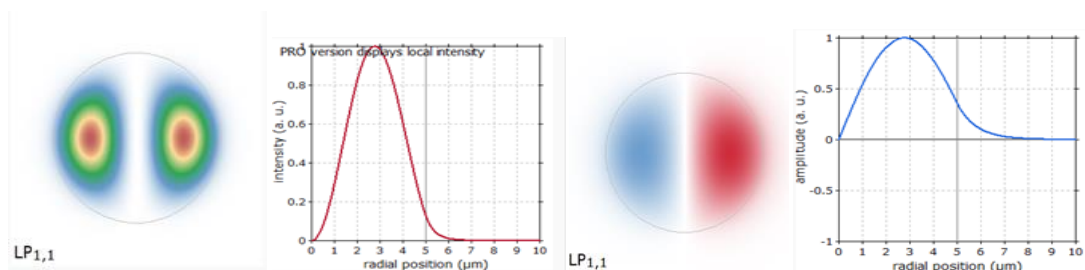 LP1,1
PRO version displays local intensity
intensity (a. u.)
1
0.8
0.6
0.4
0.2
0
0 1 2 3 4 5 6 7 8 9 10
radial position (µm)
LP1,1
amplitude (a. u.)
1
0.5
0
-0.5
-1
0 1 2 3 4 5 6 7 8 9 10
radial position (µm)